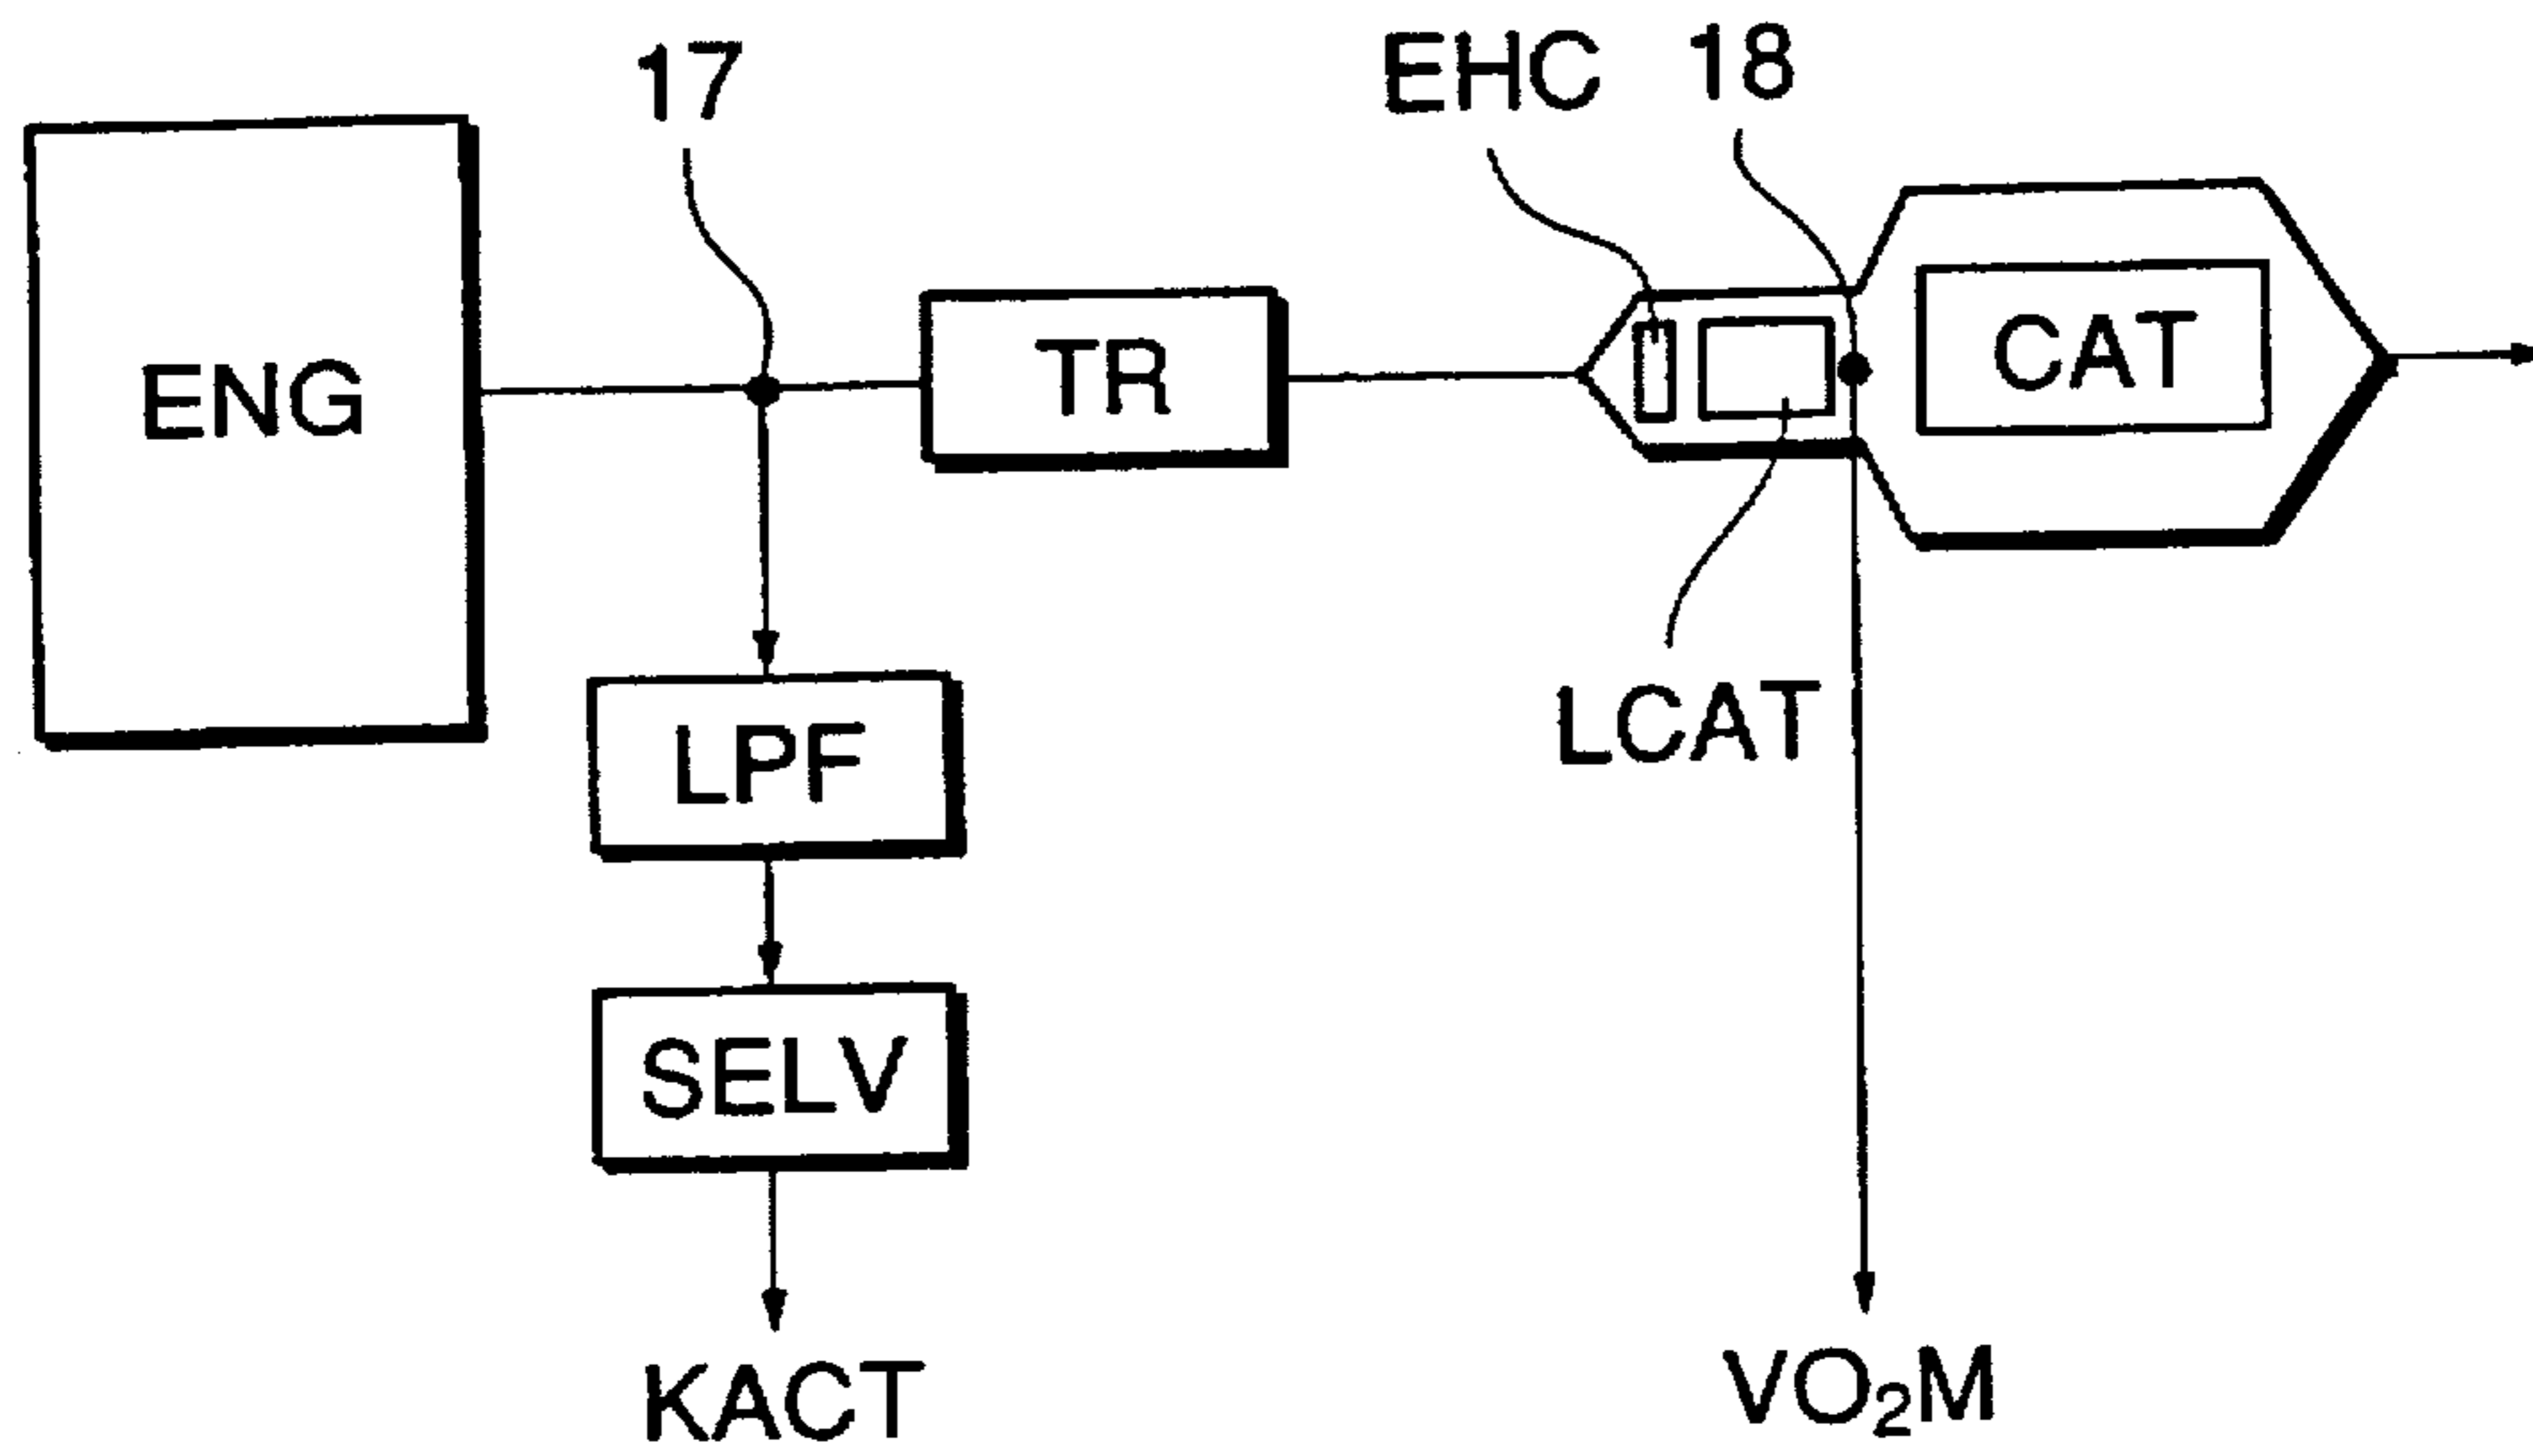 17
EHC
18
ENG
TR
CAT
LPF
LCAT
SELV
KACT
VO₂M